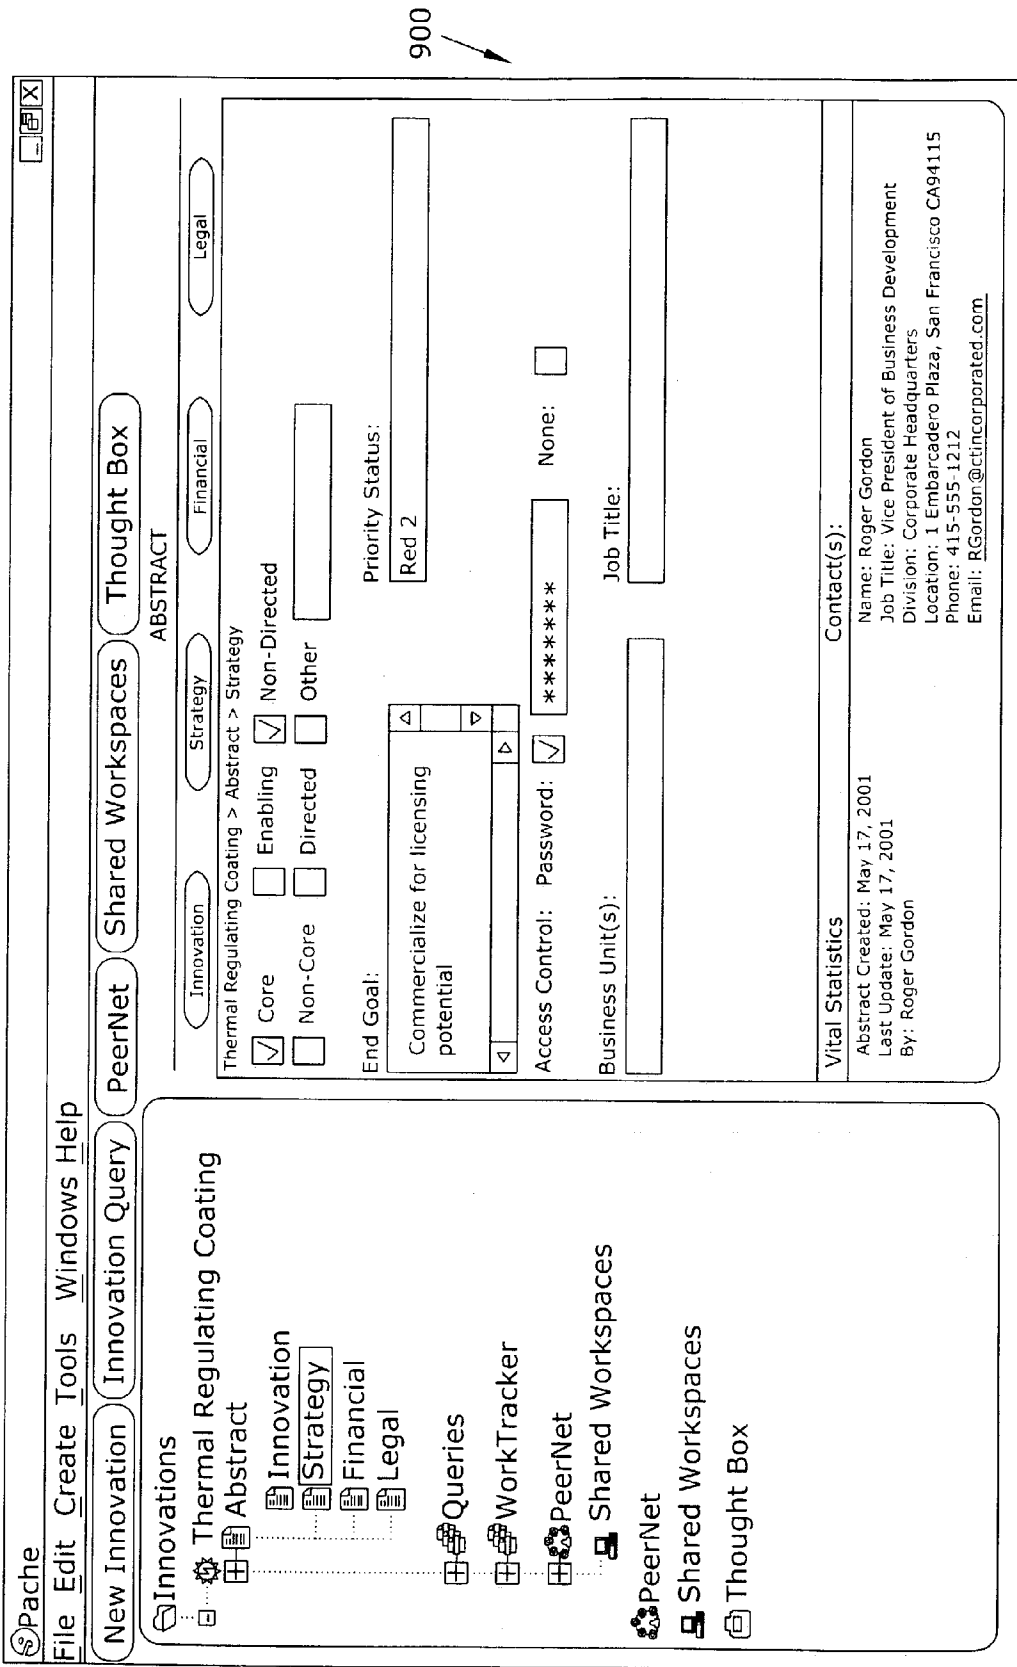 900
Pache
File Edit Create Tools Windows Help
New Innovation Innovation Query PeerNet Shared Workspaces Thought Box
Innovations
Thermal Regulating Coating
Abstract
Innovation
Strategy
Financial
Legal
Queries
WorkTracker
PeerNet
Shared Workspaces
PeerNet
Shared Workspaces
Thought Box
ABSTRACT
Innovation Strategy Financial Legal
Thermal Regulating Coating > Abstract > Strategy
Core Enabling Non-Directed
Non-Core Directed Other
End Goal: Priority Status:
Commercialize for licensing
potential
Red 2
Access Control: Password: ******** None:
Business Unit(s): Job Title:
Vital Statistics Contact(s):
Abstract Created: May 17, 2001
Last Update: May 17, 2001
By: Roger Gordon
Name: Roger Gordon
Job Title: Vice President of Business Development
Division: Corporate Headquarters
Location: 1 Embarcadero Plaza, San Francisco CA94115
Phone: 415-555-1212
Email: RGordon@ctincorporated.com